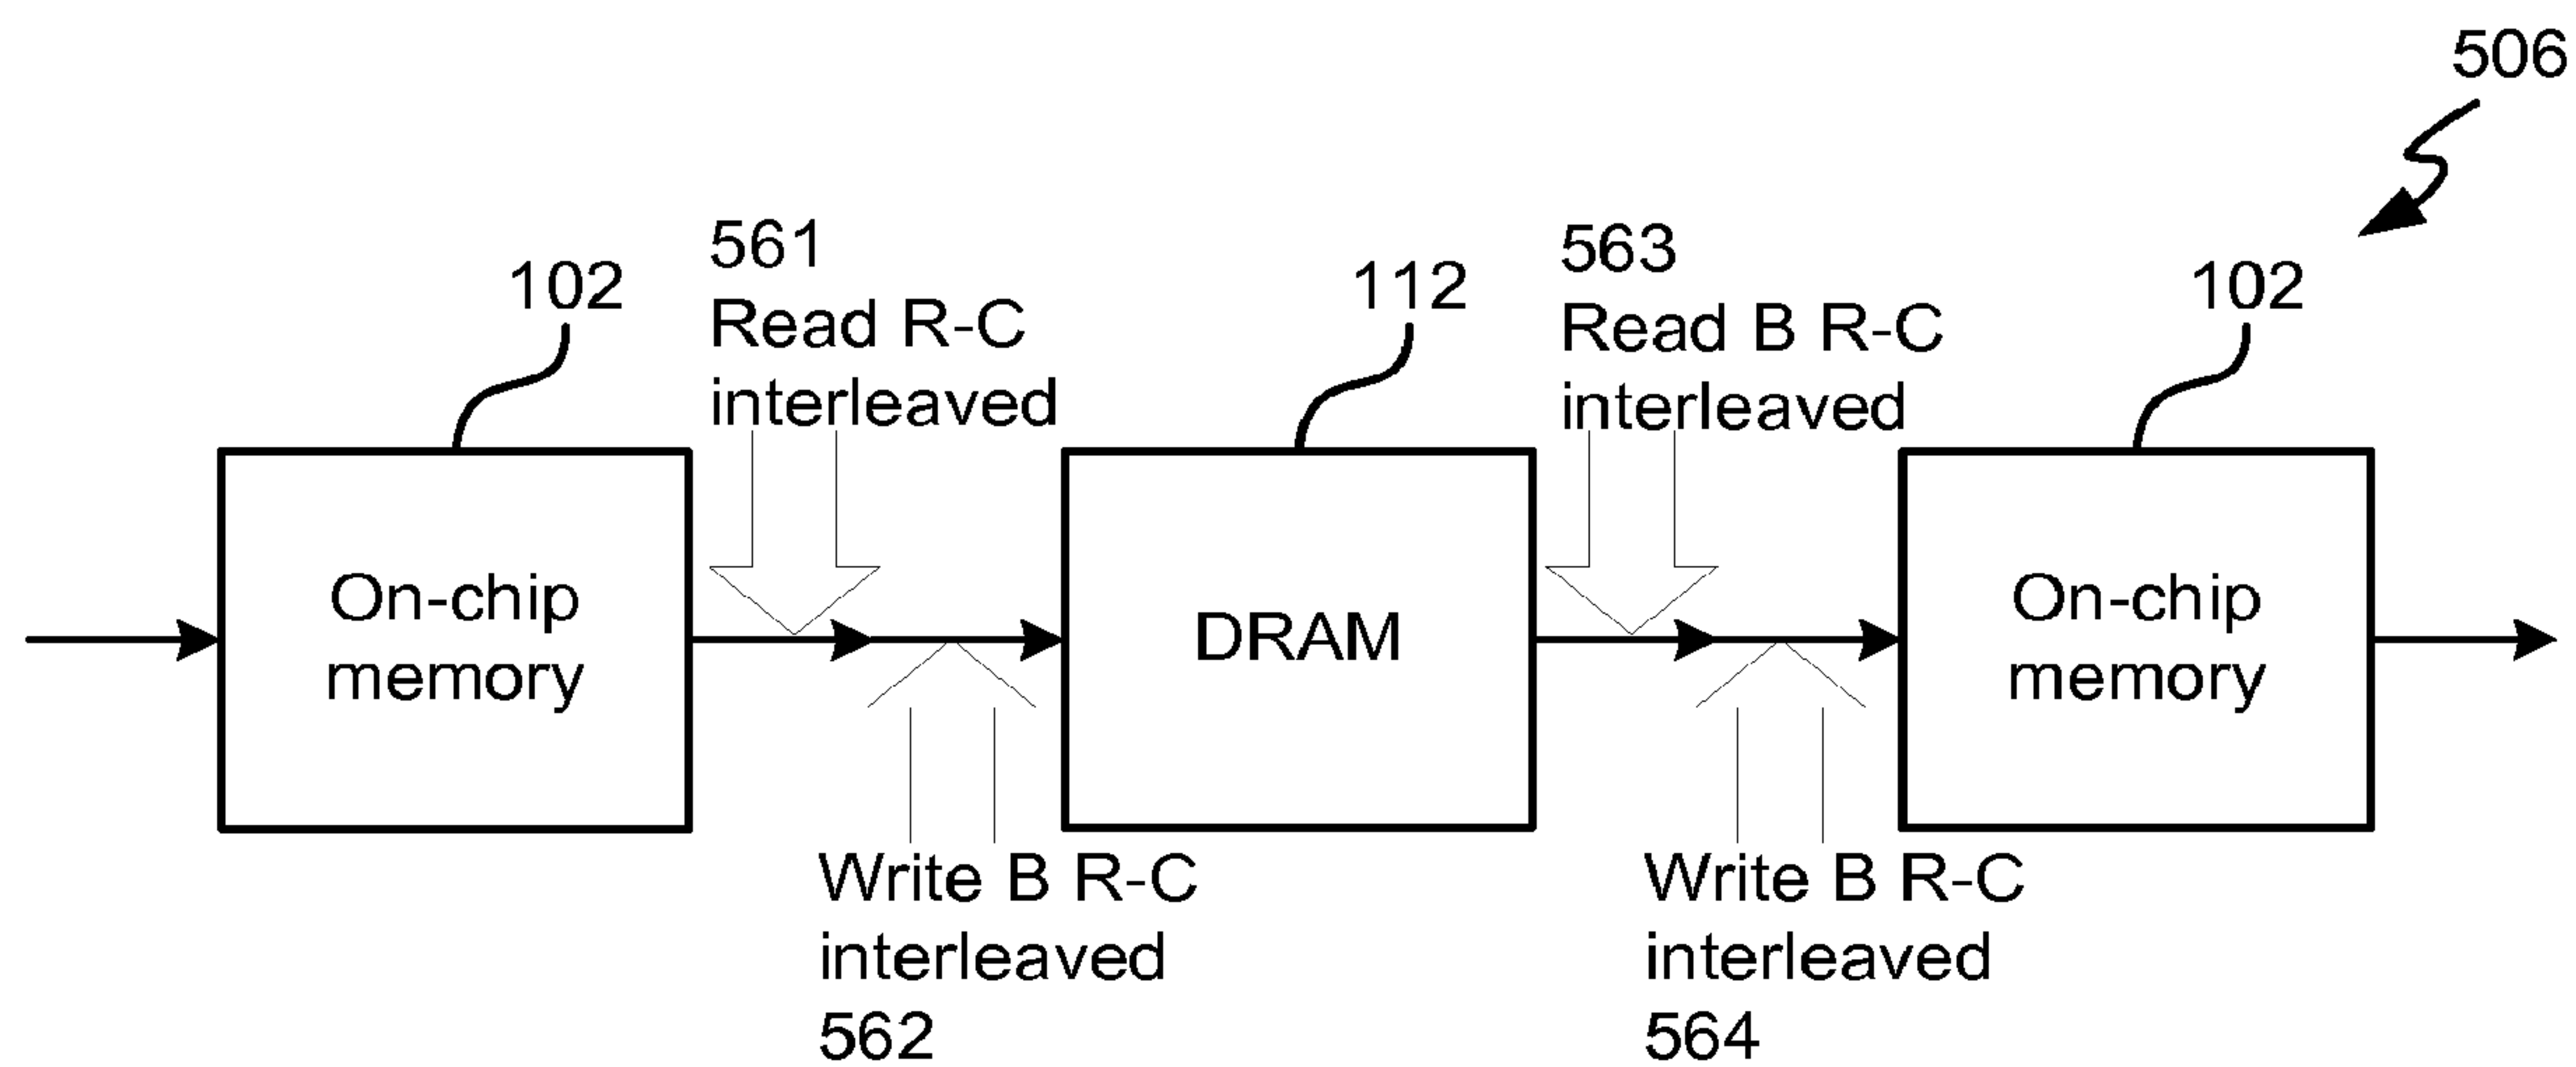 506
561
Read R-C
interleaved
563
Read B R-C
interleaved
102
112
102
On-chip
memory
DRAM
On-chip
memory
Write B R-C
interleaved
562
Write B R-C
interleaved
564